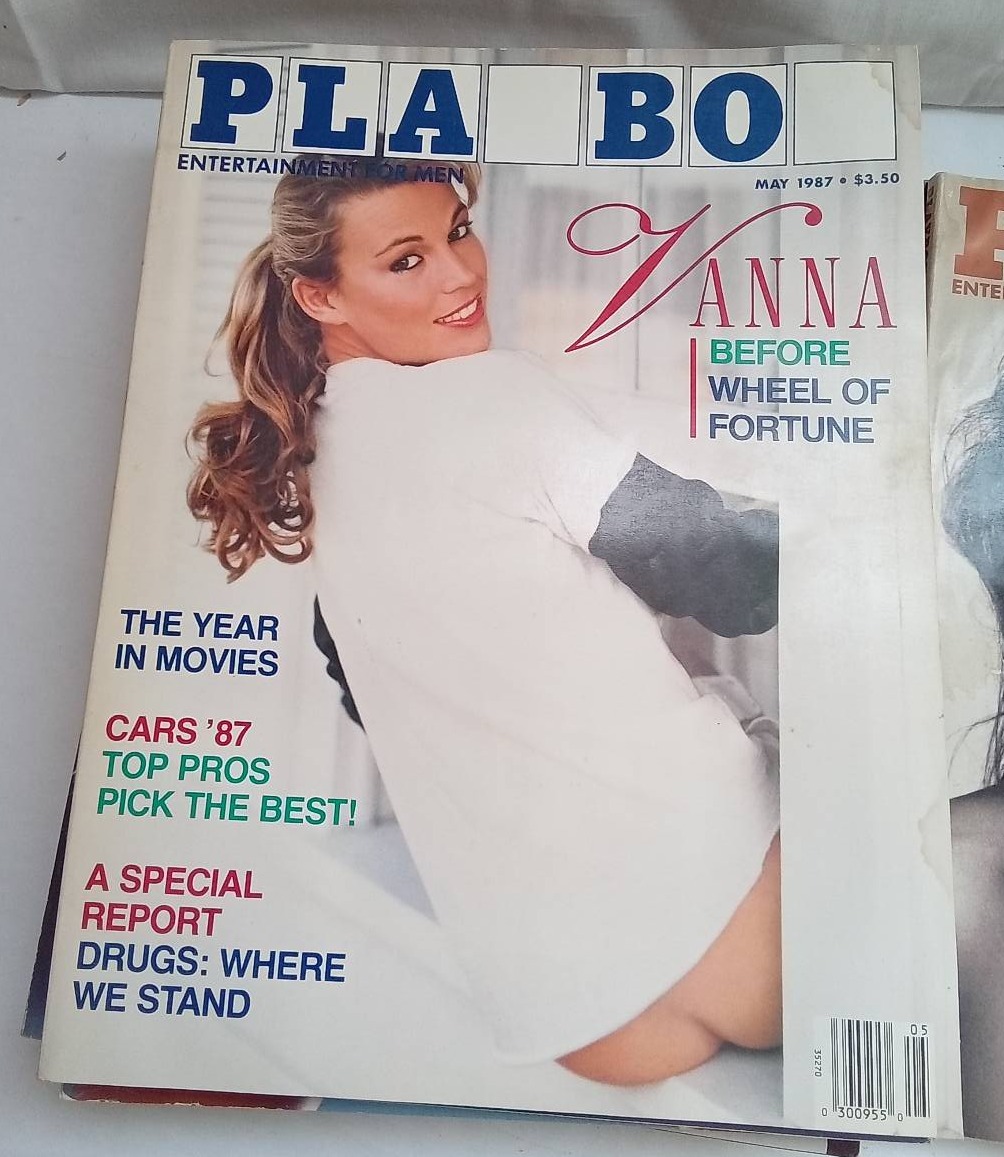 PLA BO
ENTERTAINMENT FOR MEN
MAY 1987 • $3.50
VANNA
BEFORE
WHEEL OF
FORTUNE
THE YEAR
IN MOVIES
CARS '87
TOP PROS
PICK THE BEST!
A SPECIAL
REPORT
DRUGS: WHERE
WE STAND
35270
05
0 300955 0
ENTE